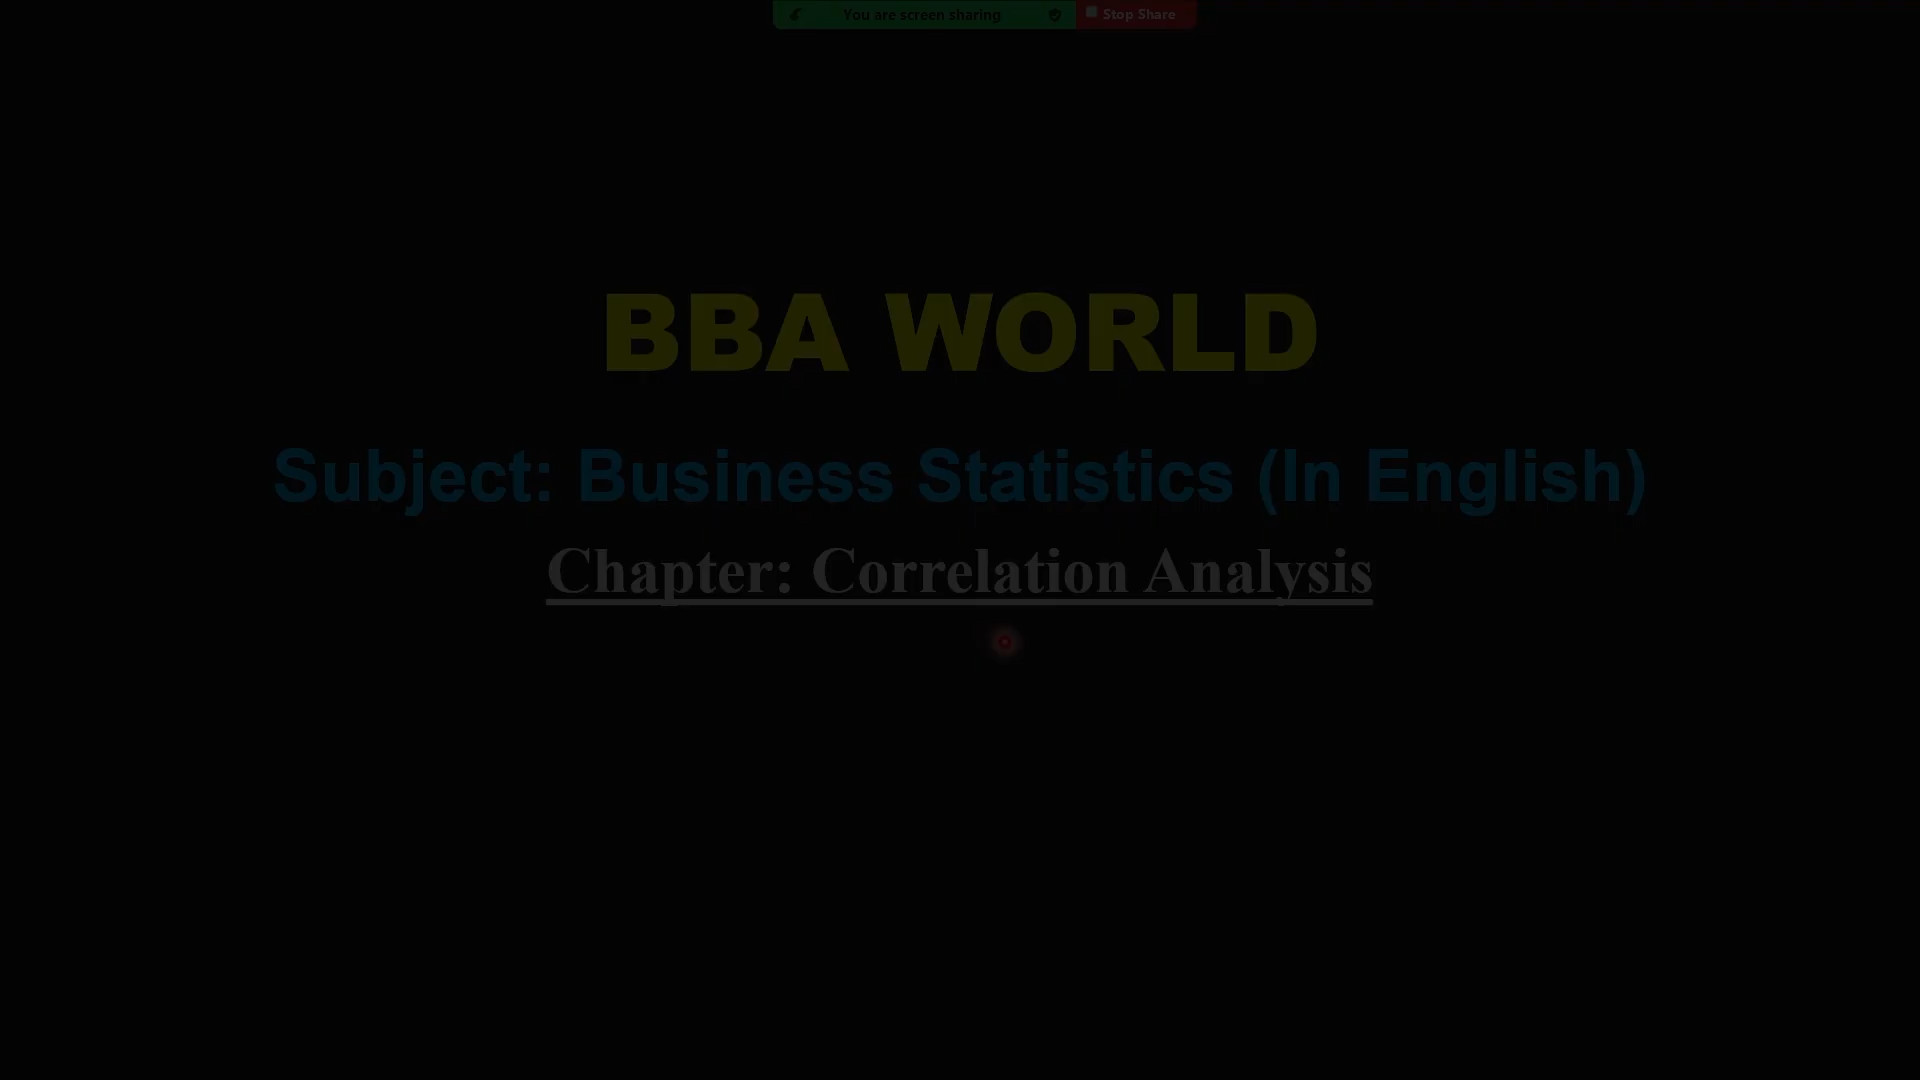 You are screen sharing Stop Share
BBA WORLD
Subject: Business Statistics (In English)
Chapter: Correlation Analysis